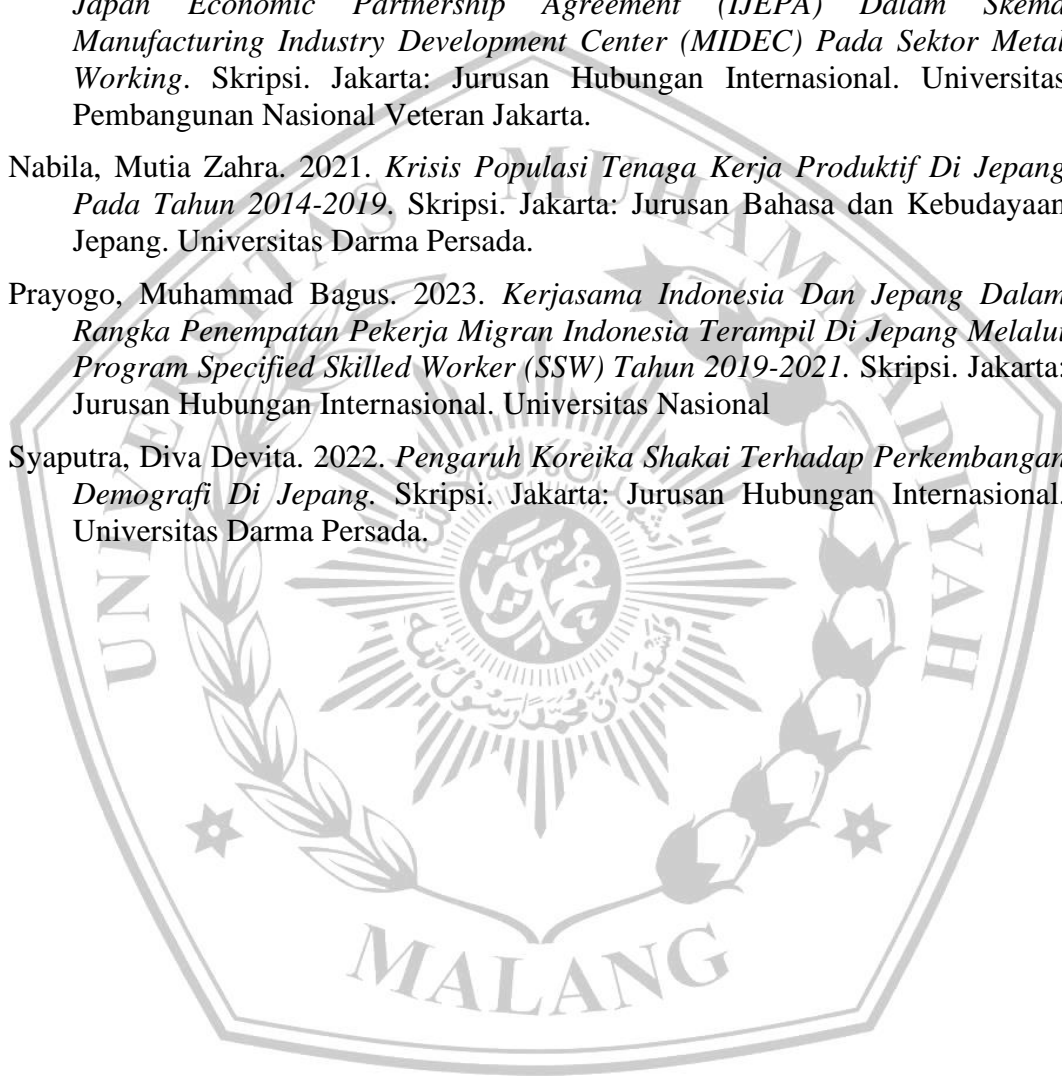 Japan Economic Partnership Agreement (IJEPA) Dalam Skema
Manufacturing Industry Development Center (MIDEC) Pada Sektor Metal
Working. Skripsi. Jakarta: Jurusan Hubungan Internasional. Universitas
Pembangunan Nasional Veteran Jakarta.
Nabila, Mutia Zahra. 2021. Krisis Populasi Tenaga Kerja Produktif Di Jepang
Pada Tahun 2014-2019. Skripsi. Jakarta: Jurusan Bahasa dan Kebudayaan
Jepang. Universitas Darma Persada.
Prayogo, Muhammad Bagus. 2023. Kerjasama Indonesia Dan Jepang Dalam
Rangka Penempatan Pekerja Migran Indonesia Terampil Di Jepang Melalui
Program Specified Skilled Worker (SSW) Tahun 2019-2021. Skripsi. Jakarta:
Jurusan Hubungan Internasional. Universitas Nasional
Syaputra, Diva Devita. 2022. Pengaruh Koreika Shakai Terhadap Perkembangan
Demografi Di Jepang. Skripsi. Jakarta: Jurusan Hubungan Internasional.
Universitas Darma Persada.
UNIVERSITAS MUHAMMADIYAH
MALANG